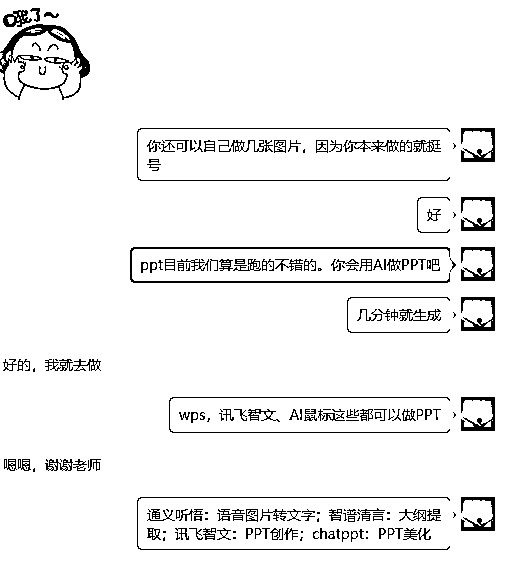 哦了～
你还可以自己做几张图片，因为你本来做的就挺
号
好
ppt目前我们算是跑的不错的。你会用AI做PPT吧
几分钟就生成
好的，我就去做
wps，讯飞智文、AI鼠标这些都可以做PPT
嗯嗯，谢谢老师
通义听悟：语音图片转文字；智谱清言：大纲提
取；讯飞智文：PPT创作；chatppt：PPT美化